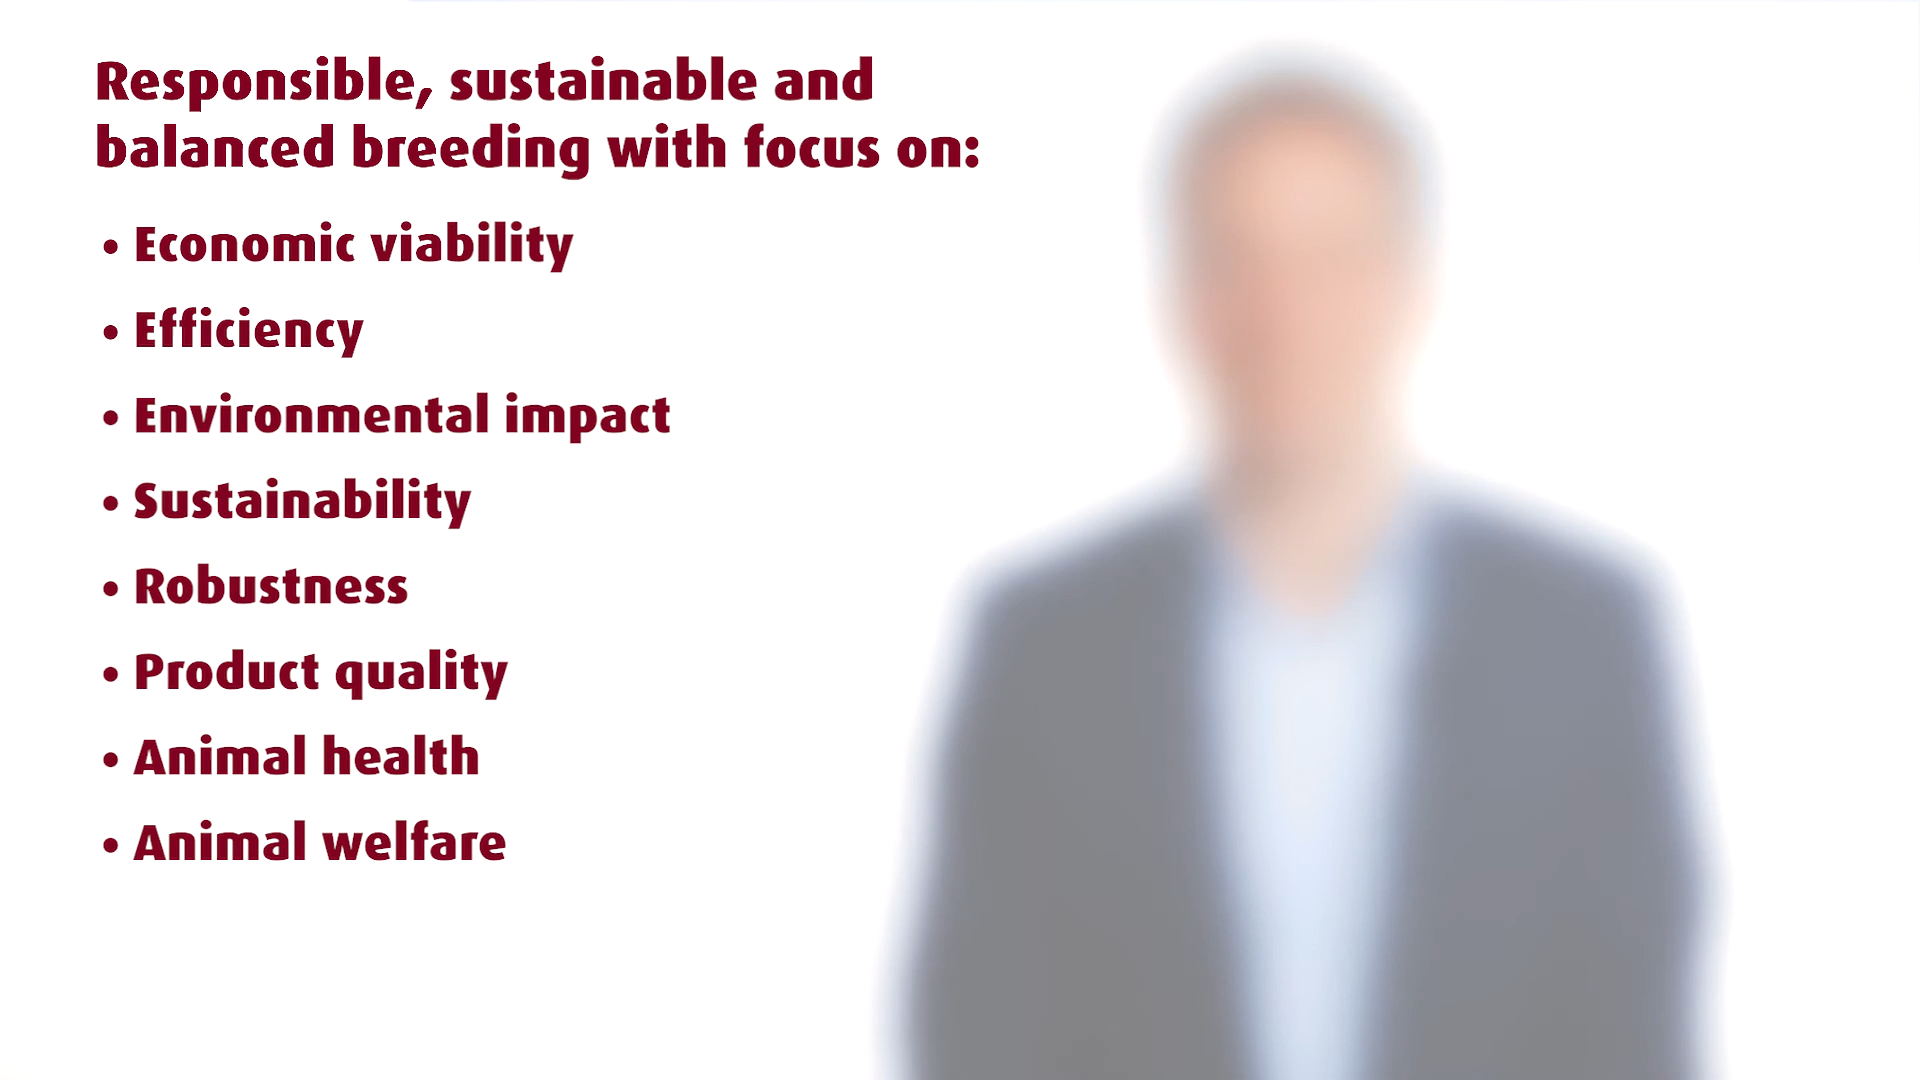 Responsible, sustainable and
balanced breeding with focus on:
• Economic viability
• Efficiency
• Environmental impact
• Sustainability
• Robustness
• Product quality
• Animal health
• Animal welfare